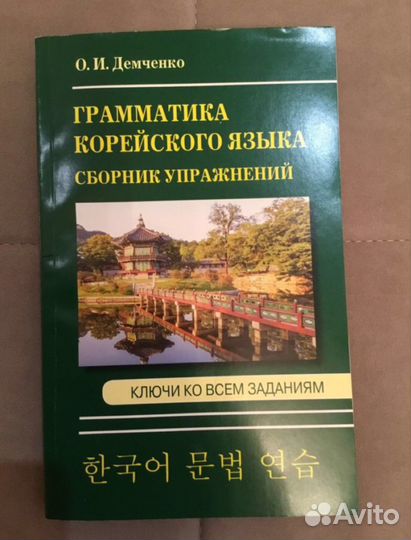 О. И. Демченко
ГРАММАТИКА
КОРЕЙСКОГО ЯЗЫКА
СБОРНИК УПРАЖНЕНИЙ
КЛЮЧИ КО ВСЕМ ЗАДАНИЯМ
한국어 문법 연습
Avito